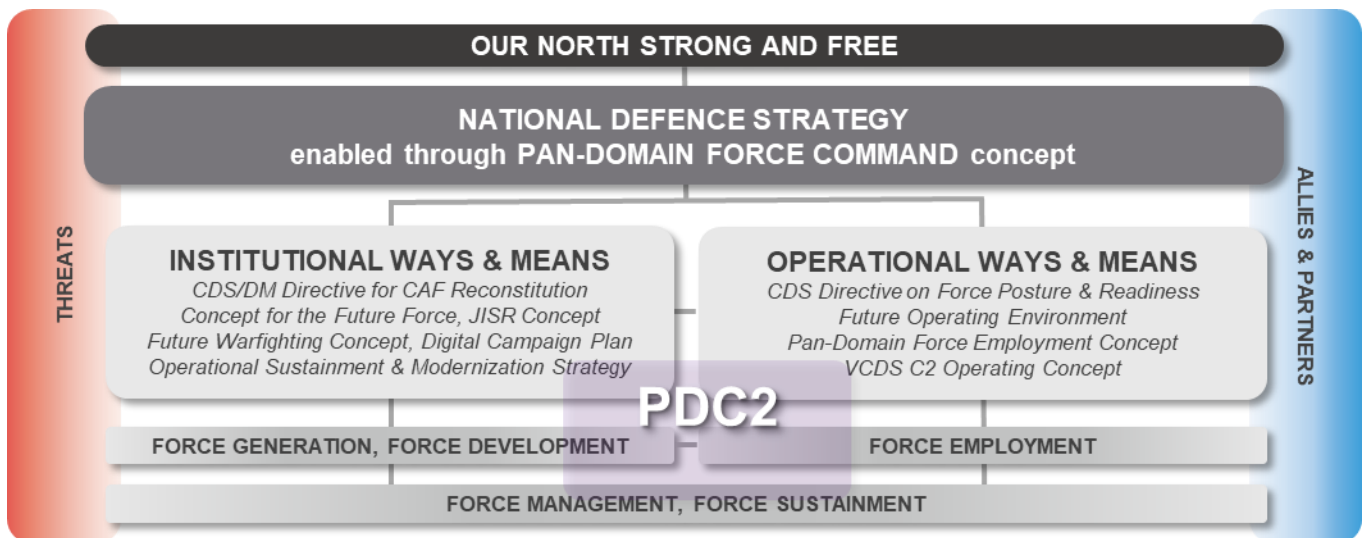 OUR NORTH STRONG AND FREE
NATIONAL DEFENCE STRATEGY
enabled through PAN-DOMAIN FORCE COMMAND concept
THREATS
INSTITUTIONAL WAYS & MEANS
CDS/DM Directive for CAF Reconstitution
Concept for the Future Force, JISR Concept
Future Warfighting Concept, Digital Campaign Plan
Operational Sustainment & Modernization Strategy
OPERATIONAL WAYS & MEANS
CDS Directive on Force Posture & Readiness
Future Operating Environment
Pan-Domain Force Employment Concept
VCDS C2 Operating Concept
ALLIES & PARTNERS
PDC2
FORCE GENERATION, FORCE DEVELOPMENT
FORCE EMPLOYMENT
FORCE MANAGEMENT, FORCE SUSTAINMENT